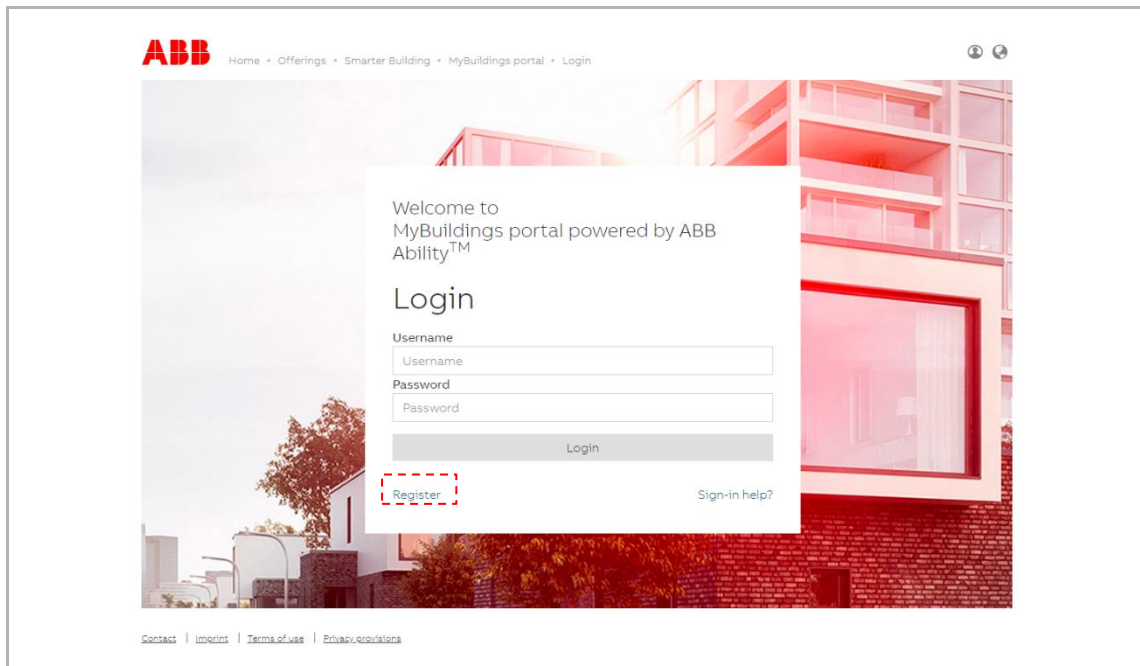 ABB
Home • Offerings • Smarter Building • MyBuildings portal • Login
Welcome to
MyBuildings portal powered by ABB
Ability™
Login
Username
Username
Password
Password
Login
Register Sign-in help?
Contact | Imprint | Terms of use | Privacy provisions